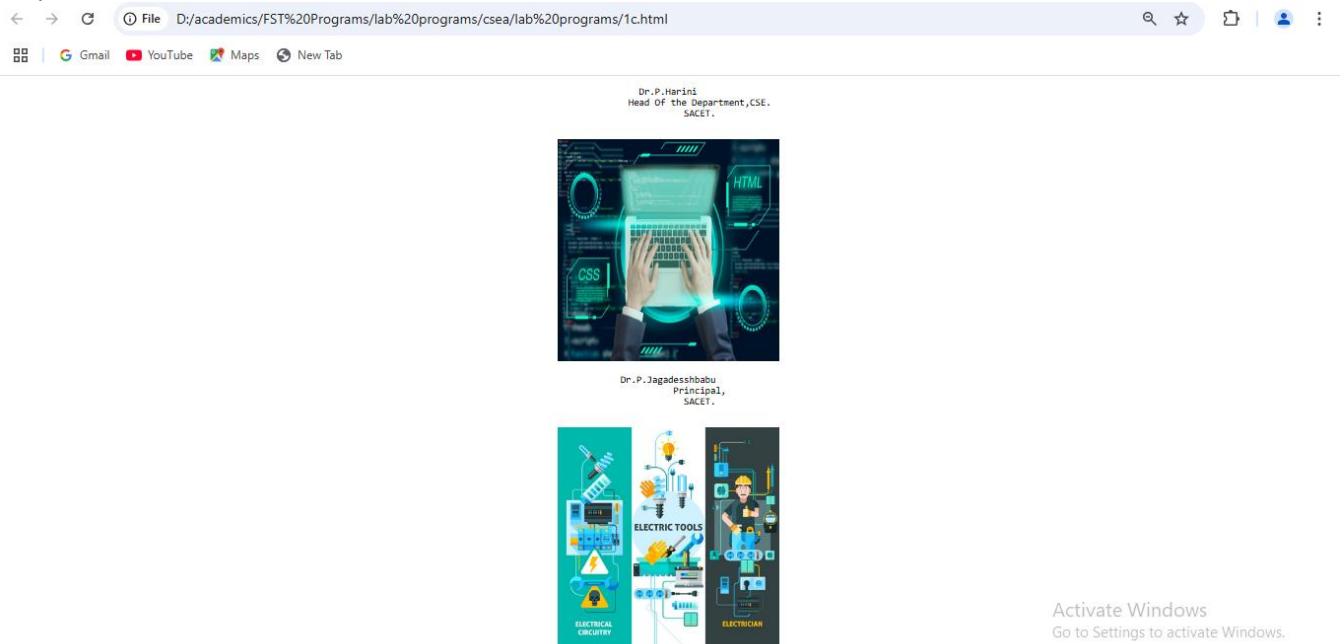 File D:/academics/FST%20Programs/lab%20programs/csea/lab%20programs/1c.html
Gmail YouTube Maps New Tab
Dr.P.Harini
Head Of the Department,CSE.
SACET.
HTML
CSS
Dr.P.Jagadesshbabu
Principal,
SACET.
ELECTRIC TOOLS
ELECTRICAL
CIRCUITRY
ELECTRICIAN
Activate Windows
Go to Settings to activate Windows.